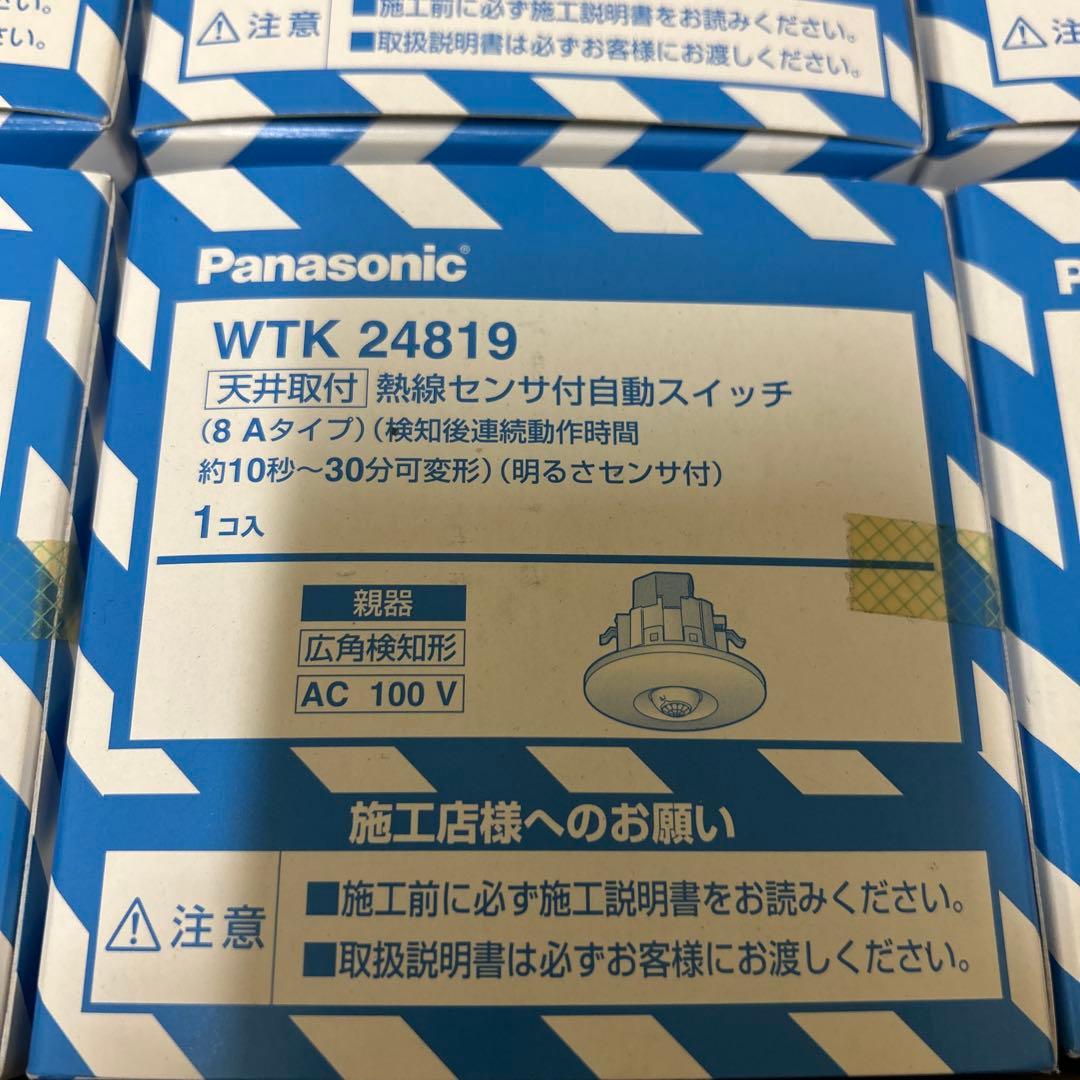 さい。
⚠注意
■施工前に必ず施工説明書をお読みください。
■取扱説明書は必ずお客様にお渡しください。
⚠注
Panasonic®
WTK 24819
天井取付 熱線センサ付自動スイッチ
(8 Aタイプ)(検知後連続動作時間
約10秒～30分可変形)(明るさセンサ付)
1コ入
親器
広角検知形
AC 100 V
施工店様へのお願い
⚠注意
■施工前に必ず施工説明書をお読みください。
■取扱説明書は必ずお客様にお渡しください。
P